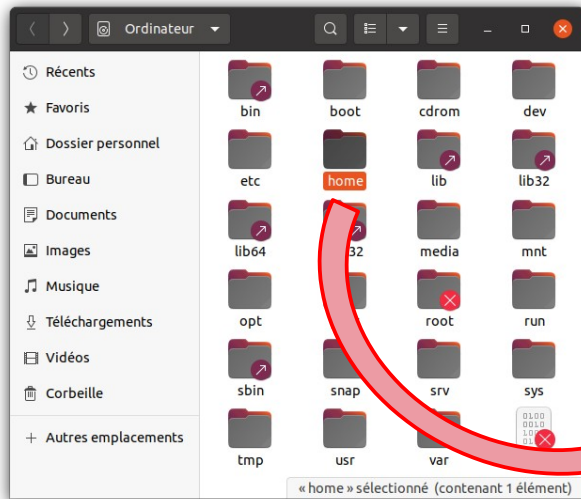 Ordinateur
Récents
Favoris
Dossier personnel
Bureau
Documents
Images
Musique
Téléchargements
Vidéos
Corbeille
+ Autres emplacements
bin boot cdrom dev
etc home lib lib32
lib64 32 media mnt
opt root run
sbin snap srv sys
tmp usr var
« home » sélectionné (contenant 1 élément)